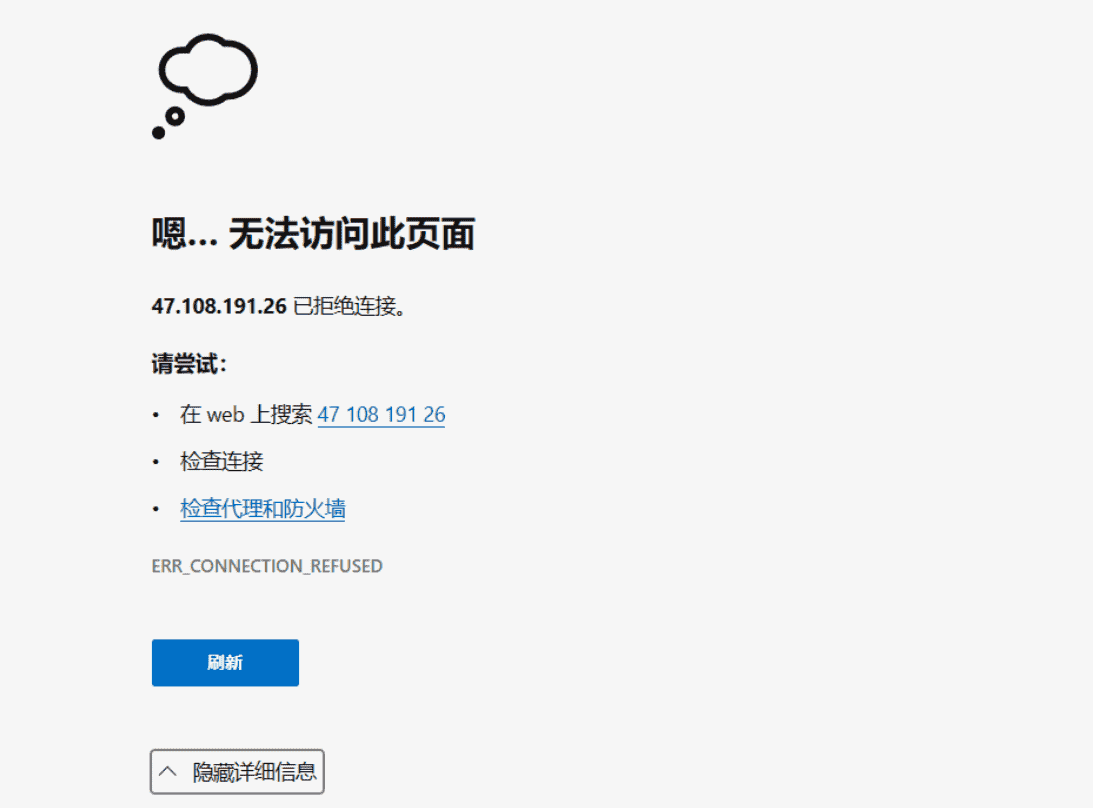 嗯… 无法访问此页面
47.108.191.26 已拒绝连接。
请尝试：
• 在 web 上搜索 47 108 191 26
• 检查连接
• 检查代理和防火墙
ERR_CONNECTION_REFUSED
刷新
隐藏详细信息